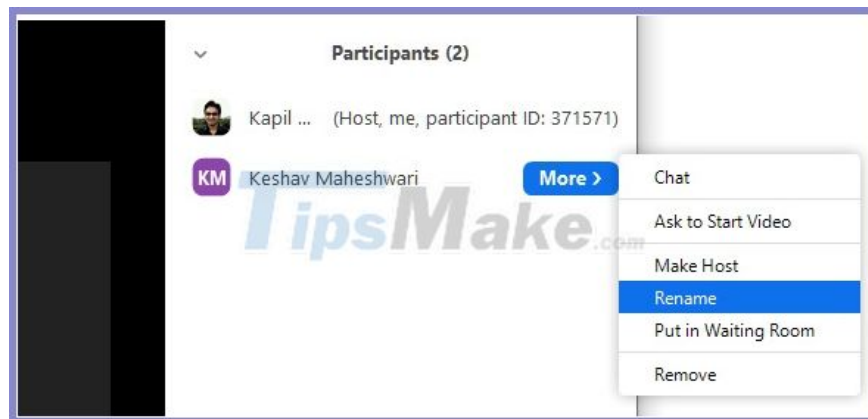 Participants (2)
Kapil ... (Host, me, participant ID: 371571)
KM Keshav Maheshwari More >
Chat
Ask to Start Video
Make Host
Rename
Put in Waiting Room
Remove
TipsMake.com